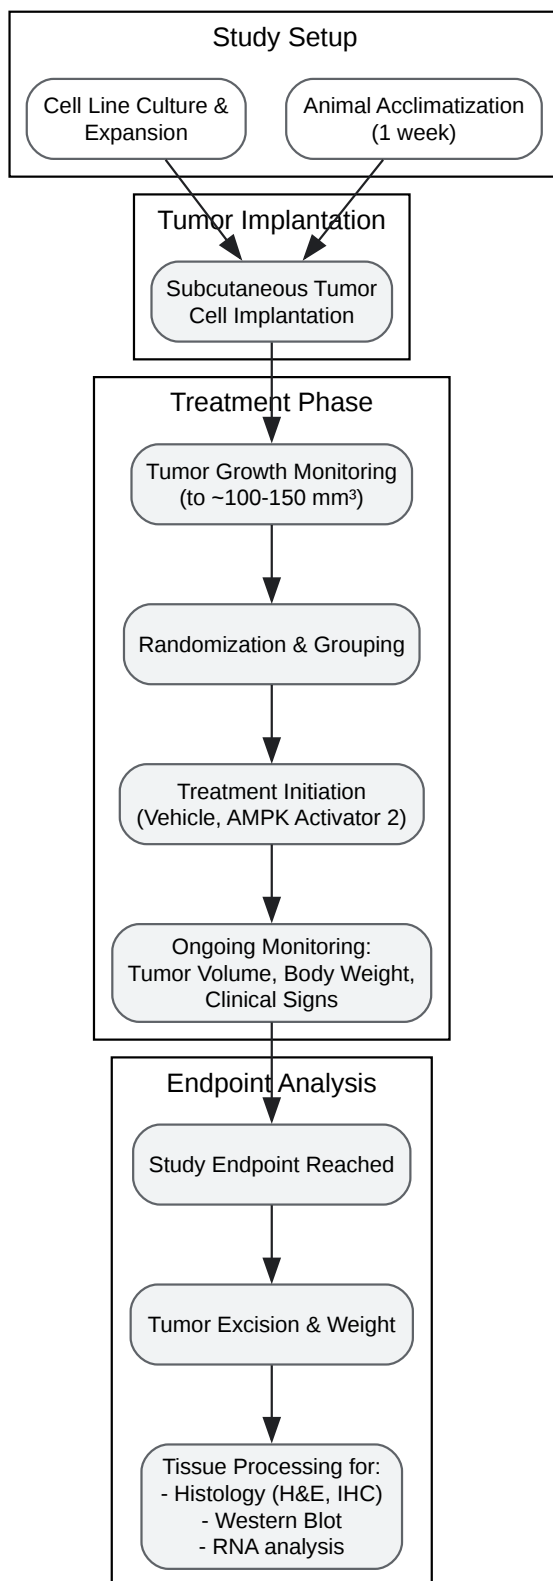 Study Setup
Cell Line Culture &
Expansion
Animal Acclimatization
(1 week)
Tumor Implantation
Subcutaneous Tumor
Cell Implantation
Treatment Phase
Tumor Growth Monitoring
(to ~100-150 mm³)
Randomization & Grouping
Treatment Initiation
(Vehicle, AMPK Activator 2)
Ongoing Monitoring:
Tumor Volume, Body Weight,
Clinical Signs
Endpoint Analysis
Study Endpoint Reached
Tumor Excision & Weight
Tissue Processing for:
- Histology (H&E, IHC)
- Western Blot
- RNA analysis